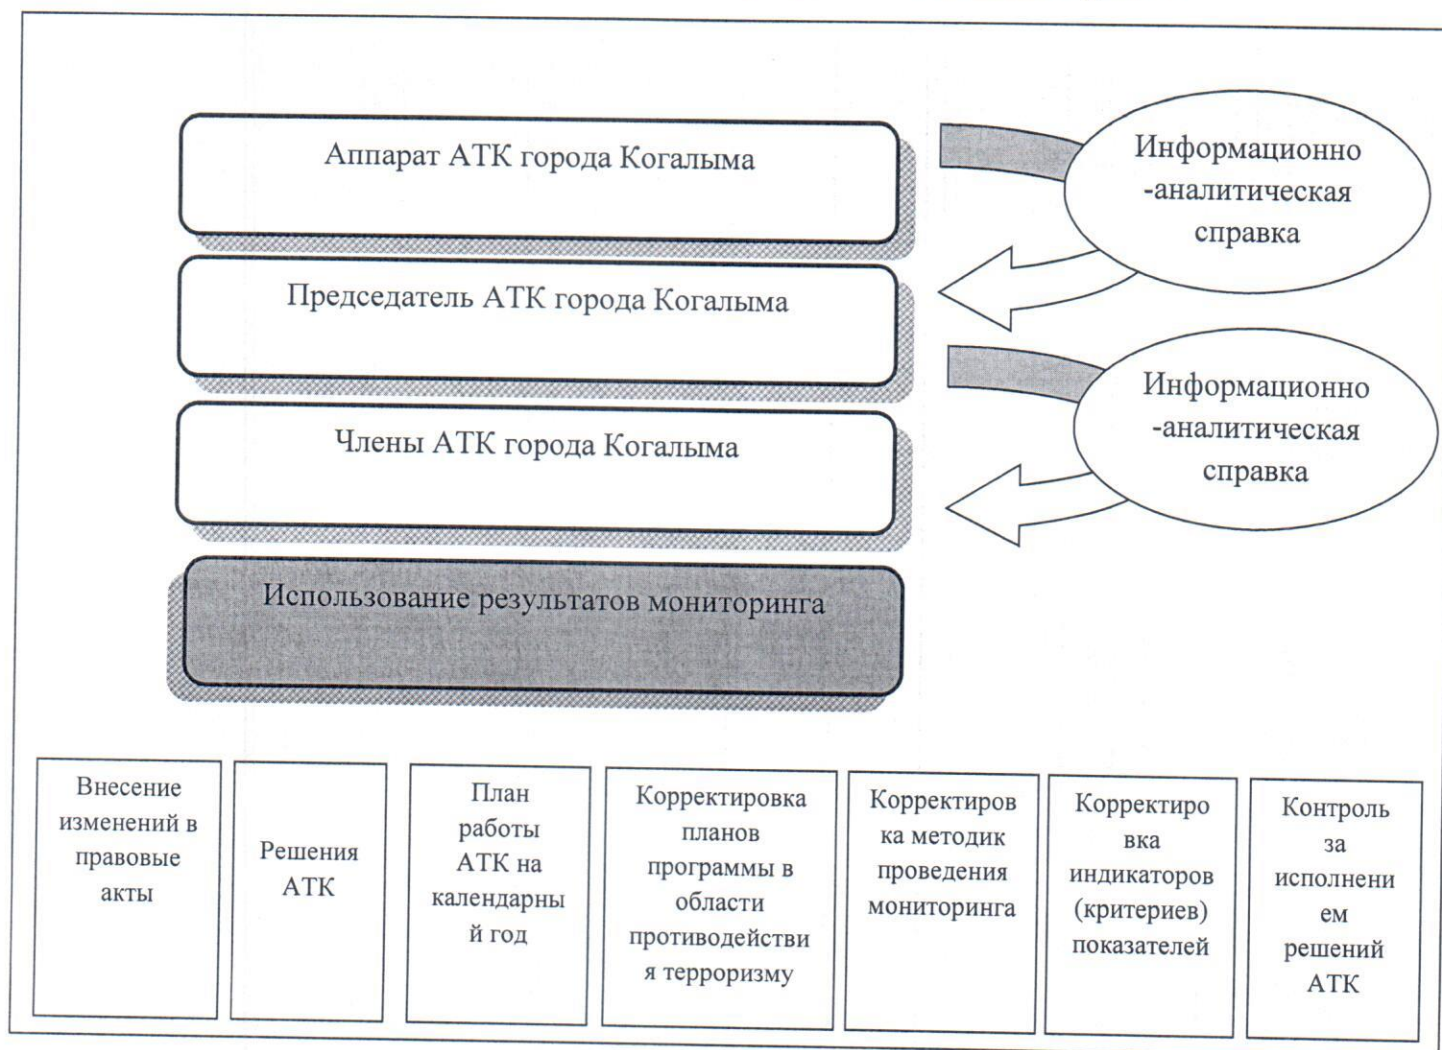 Аппарат АТК города Когалыма
Информационно
-аналитическая
справка
Председатель АТК города Когалыма
Информационно
-аналитическая
справка
Члены АТК города Когалыма
Использование результатов мониторинга
Внесение
изменений в
правовые
акты
Решения
АТК
План
работы
АТК на
календарны
й год
Корректировка
планов
программы в
области
противодействи
я терроризму
Корректиров
ка методик
проведения
мониторинга
Корректиро
вка
индикаторов
(критериев)
показателей
Контроль
за
исполнени
ем
решений
АТК